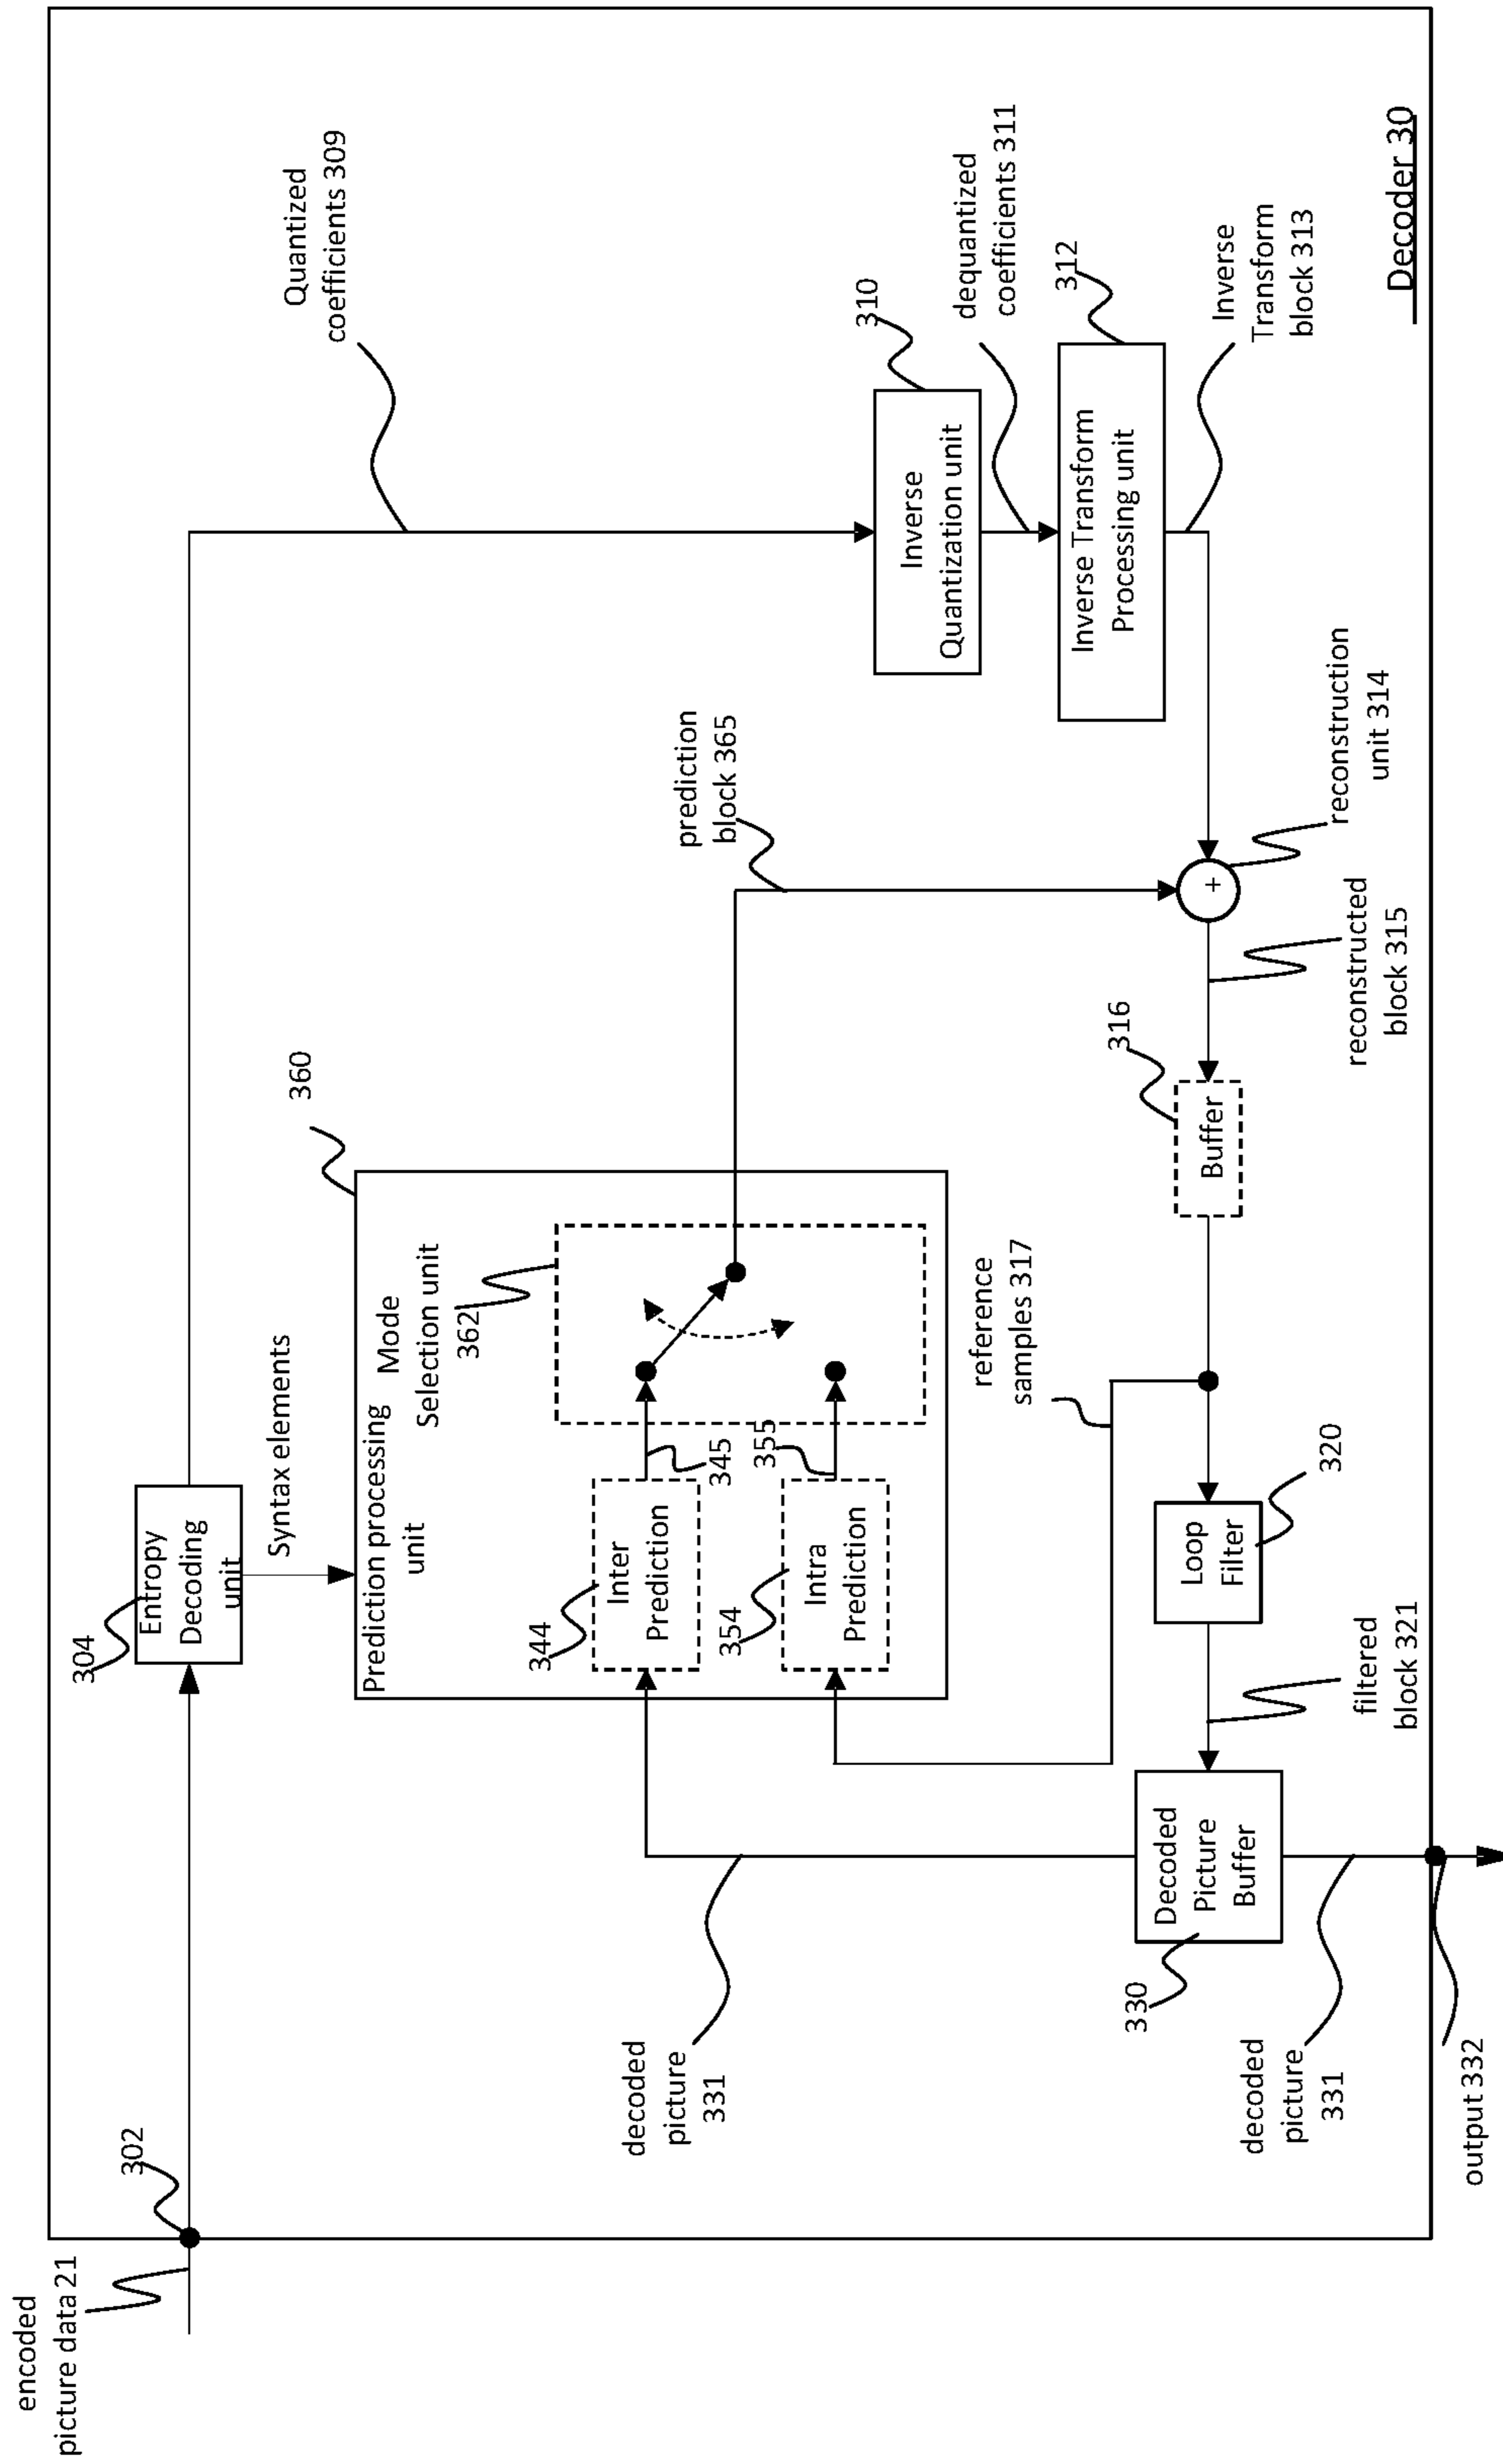 encoded
picture data 21
302
304
Entropy
Decoding
unit
Syntax elements
Quantized
coefficients 309
360
Prediction processing
unit
Mode
Selection unit
362
344
Inter
Prediction
345
354
Intra
Prediction
355
prediction
block 365
310
Inverse
Quantization unit
dequantized
coefficients 311
312
Inverse Transform
Processing unit
Inverse
Transform
block 313
decoded
picture
331
reference
samples 317
330
Decoded
Picture
Buffer
filtered
block 321
Loop
Filter
320
316
Buffer
reconstructed
block 315
+
reconstruction
unit 314
decoded
picture
331
output 332
Decoder 30